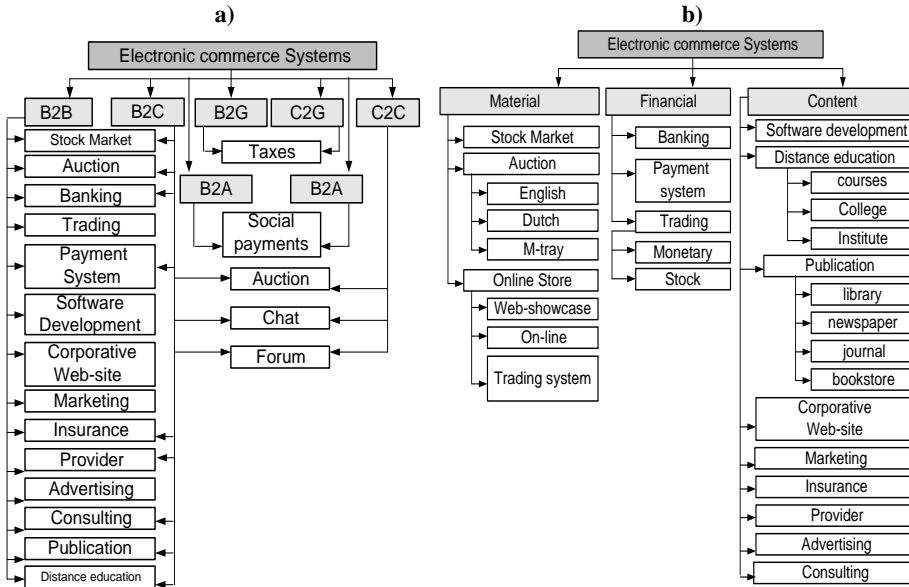 a)
Electronic commerce Systems
B2B
B2C
B2G
C2G
C2C
Stock Market
Auction
Banking
Trading
Payment
System
Software
Development
Corporative
Web-site
Marketing
Insurance
Provider
Advertising
Consulting
Publication
Distance education
Taxes
B2A
B2A
Social
payments
Auction
Chat
Forum
b)
Electronic commerce Systems
Material
Financial
Content
Stock Market
Auction
English
Dutch
M-tray
Online Store
Web-showcase
On-line
Trading system
Banking
Payment
system
Trading
Monetary
Stock
Software development
Distance education
courses
College
Institute
Publication
library
newspaper
journal
bookstore
Corporative
Web-site
Marketing
Insurance
Provider
Advertising
Consulting